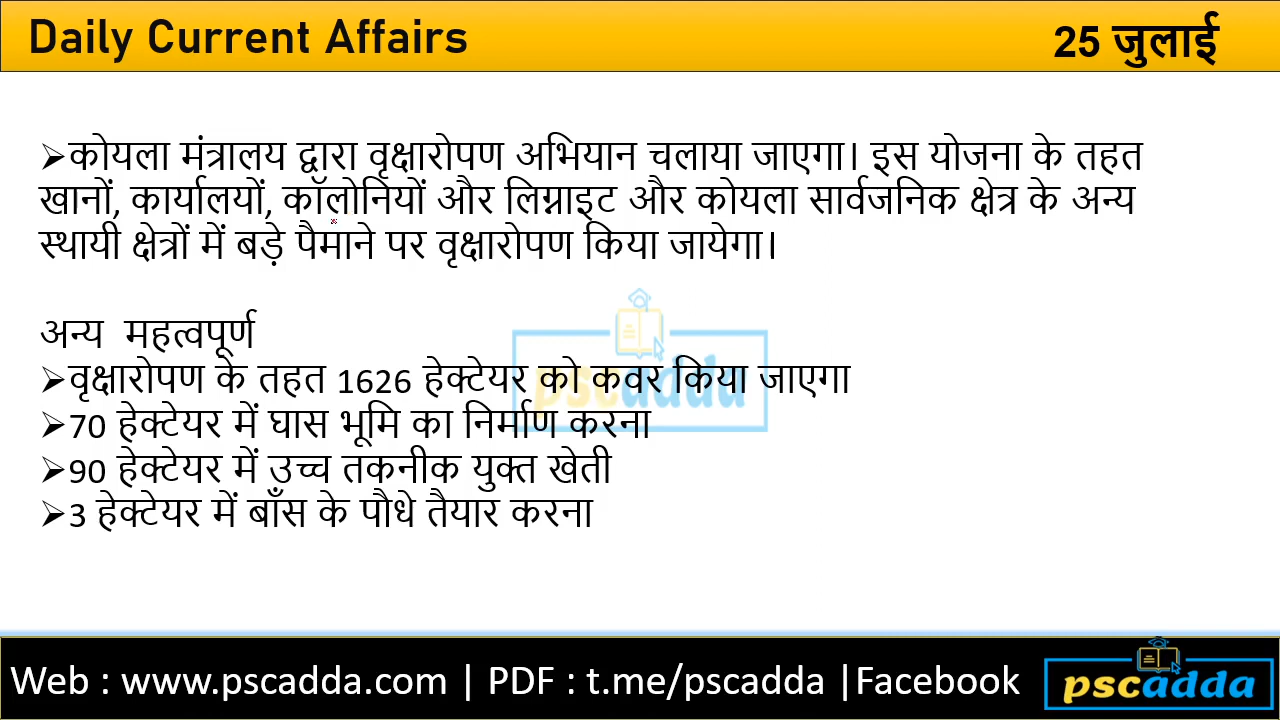 Daily Current Affairs
25 जुलाई
➢कोयला मंत्रालय द्वारा वृक्षारोपण अभियान चलाया जाएगा। इस योजना के तहत
खानों, कार्यालयों, कॉलोनियों और लिग्नाइट और कोयला सार्वजनिक क्षेत्र के अन्य
स्थायी क्षेत्रों में बड़े पैमाने पर वृक्षारोपण किया जायेगा।
अन्य महत्वपूर्ण
➢वृक्षारोपण के तहत 1626 हेक्टेयर को कवर किया जाएगा
➢70 हेक्टेयर में घास भूमि का निर्माण करना
➢90 हेक्टेयर में उच्च तकनीक युक्त खेती
➢3 हेक्टेयर में बाँस के पौधे तैयार करना
pscadda
Web : www.pscadda.com | PDF : t.me/pscadda |Facebook
pscadda